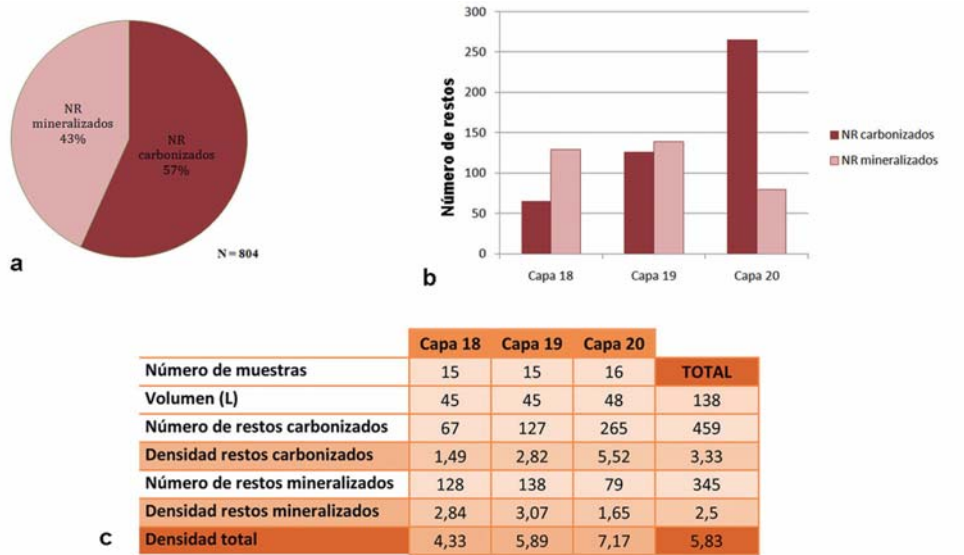 NR
mineralizados
43%
NR
carbonizados
57%
N = 804
a
Número de restos
300
250
200
150
100
50
0
Capa 18 Capa 19 Capa 20
NR carbonizados
NR mineralizados
b
Capa 18 Capa 19 Capa 20
Número de muestras 15 15 16 TOTAL
Volumen (L) 45 45 48 138
Número de restos carbonizados 67 127 265 459
Densidad restos carbonizados 1,49 2,82 5,52 3,33
Número de restos mineralizados 128 138 79 345
Densidad restos mineralizados 2,84 3,07 1,65 2,5
Densidad total 4,33 5,89 7,17 5,83
c